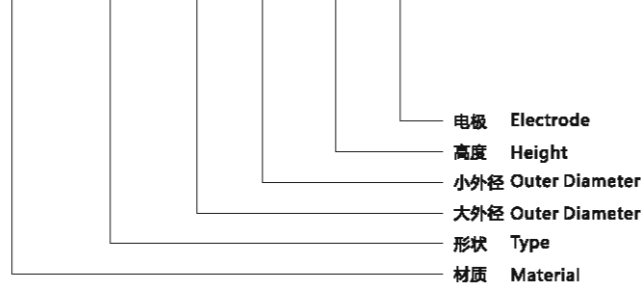 电极 Electrode
高度 Height
小外径 Outer Diameter
大外径 Outer Diameter
形状 Type
材质 Material